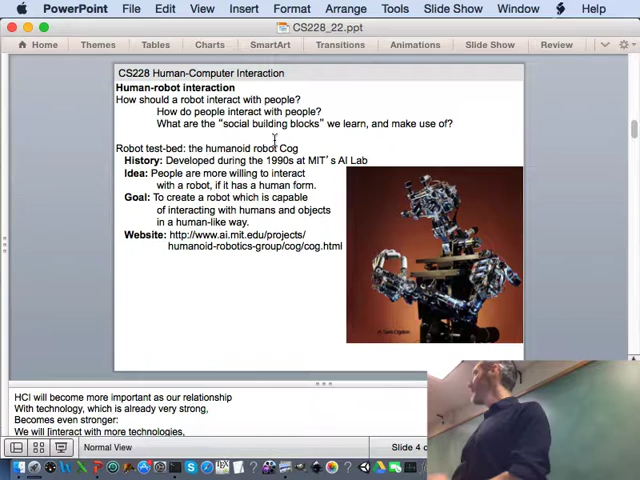 PowerPoint File Edit View Insert Format Arrange Tools Slide Show Window Help
CS228_22.ppt
Home Themes Tables Charts SmartArt Transitions Animations Slide Show Review
CS228 Human-Computer Interaction
Human-robot interaction
How should a robot interact with people?
How do people interact with people?
What are the "social building blocks" we learn, and make use of?
Robot test-bed: the humanoid robot Cog
History: Developed during the 1990s at MIT's AI Lab
Idea: People are more willing to interact
with a robot, if it has a human form.
Goal: To create a robot which is capable
of interacting with humans and objects
in a human-like way.
Website: http://www.ai.mit.edu/projects/
humanoid-robotics-group/cog/cog.html
© Sam Ogden
HCI will become more important as our relationship
With technology, which is already very strong,
Becomes even stronger:
We will [interact with more technologies,
Normal View Slide 4 o